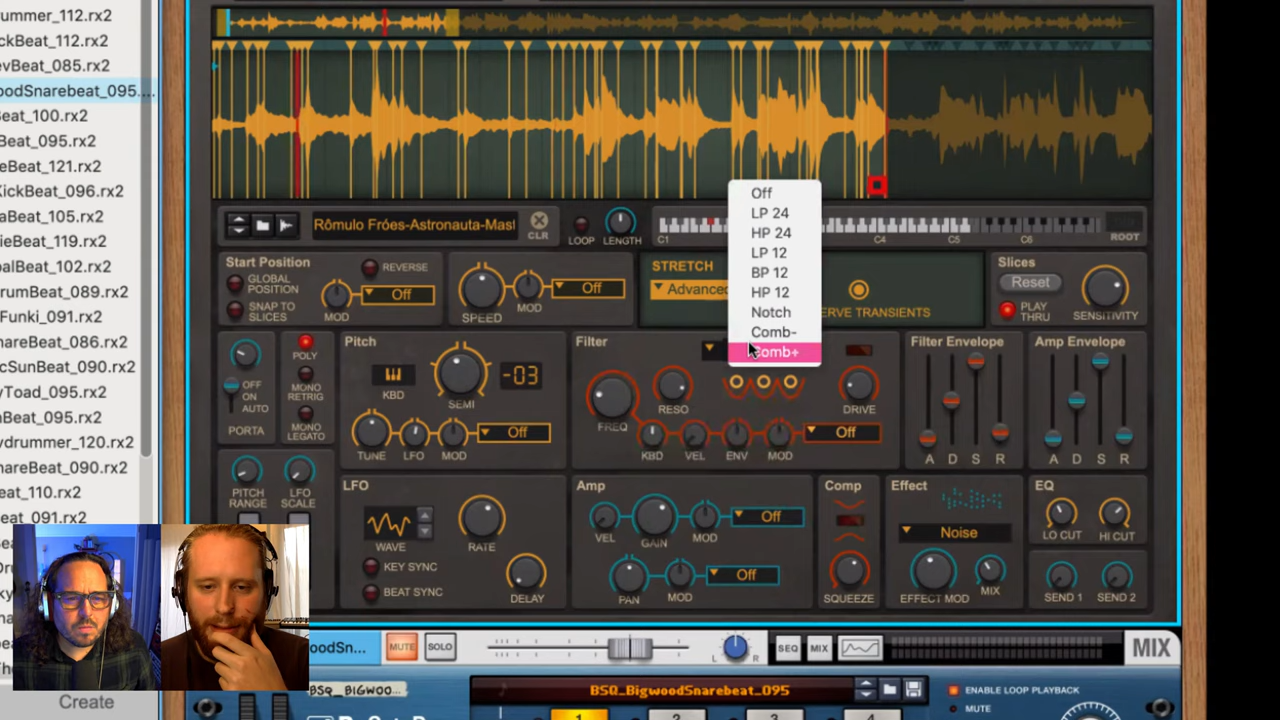 ummer_112.rx2
ckBeat_112.rx2
evBeat_085.rx2
oodSnarebeat_095....
eat_100.rx2
Beat_095.rx2
eBeat_121.rx2
KickBeat_096.rx2
aBeat_105.rx2
ieBeat_119.rx2
balBeat_102.rx2
rumBeat_089.rx2
Funki_091.rx2
nareBeat_086.rx2
cSunBeat_090.rx2
yToad_095.rx2
nBeat_095.rx2
ydrummer_120.rx2
nareBeat_090.rx2
eat_110.rx2
eat_091.rx2
Create
Rômulo Fróes-Astronauta-Mast
CLR
LOOP
LENGTH
C1
C4
C5
C6
ROOT
Off
LP 24
HP 24
LP 12
BP 12
HP 12
Notch
Comb-
Comb+
Start Position
GLOBAL POSITION
SNAP TO SLICES
REVERSE
MOD
Off
SPEED
MOD
Off
STRETCH
Advanced
ERVE TRANSIENTS
Slices
Reset
PLAY THRU
SENSITIVITY
OFF
ON
AUTO
PORTA
POLY
MONO RETRIG
MONO LEGATO
Pitch
KBD
SEMI
-03
TUNE
LFO
MOD
Off
Filter
FREQ
RESO
DRIVE
KBD
VEL
ENV
MOD
Off
Filter Envelope
A D S R
Amp Envelope
A D S R
PITCH RANGE
LFO SCALE
LFO
WAVE
RATE
KEY SYNC
BEAT SYNC
DELAY
Amp
VEL
GAIN
MOD
Off
PAN
MOD
Off
Comp
SQUEEZE
Effect
Noise
EFFECT MOD
MIX
EQ
LO CUT
HI CUT
SEND 1
SEND 2
oodSn...
MUTE
SOLO
L
R
SEQ
MIX
MIX
BSQ_BIGWOO...
BSQ_BigwoodSnarebeat_095
ENABLE LOOP PLAYBACK
MUTE
1
2
3
4